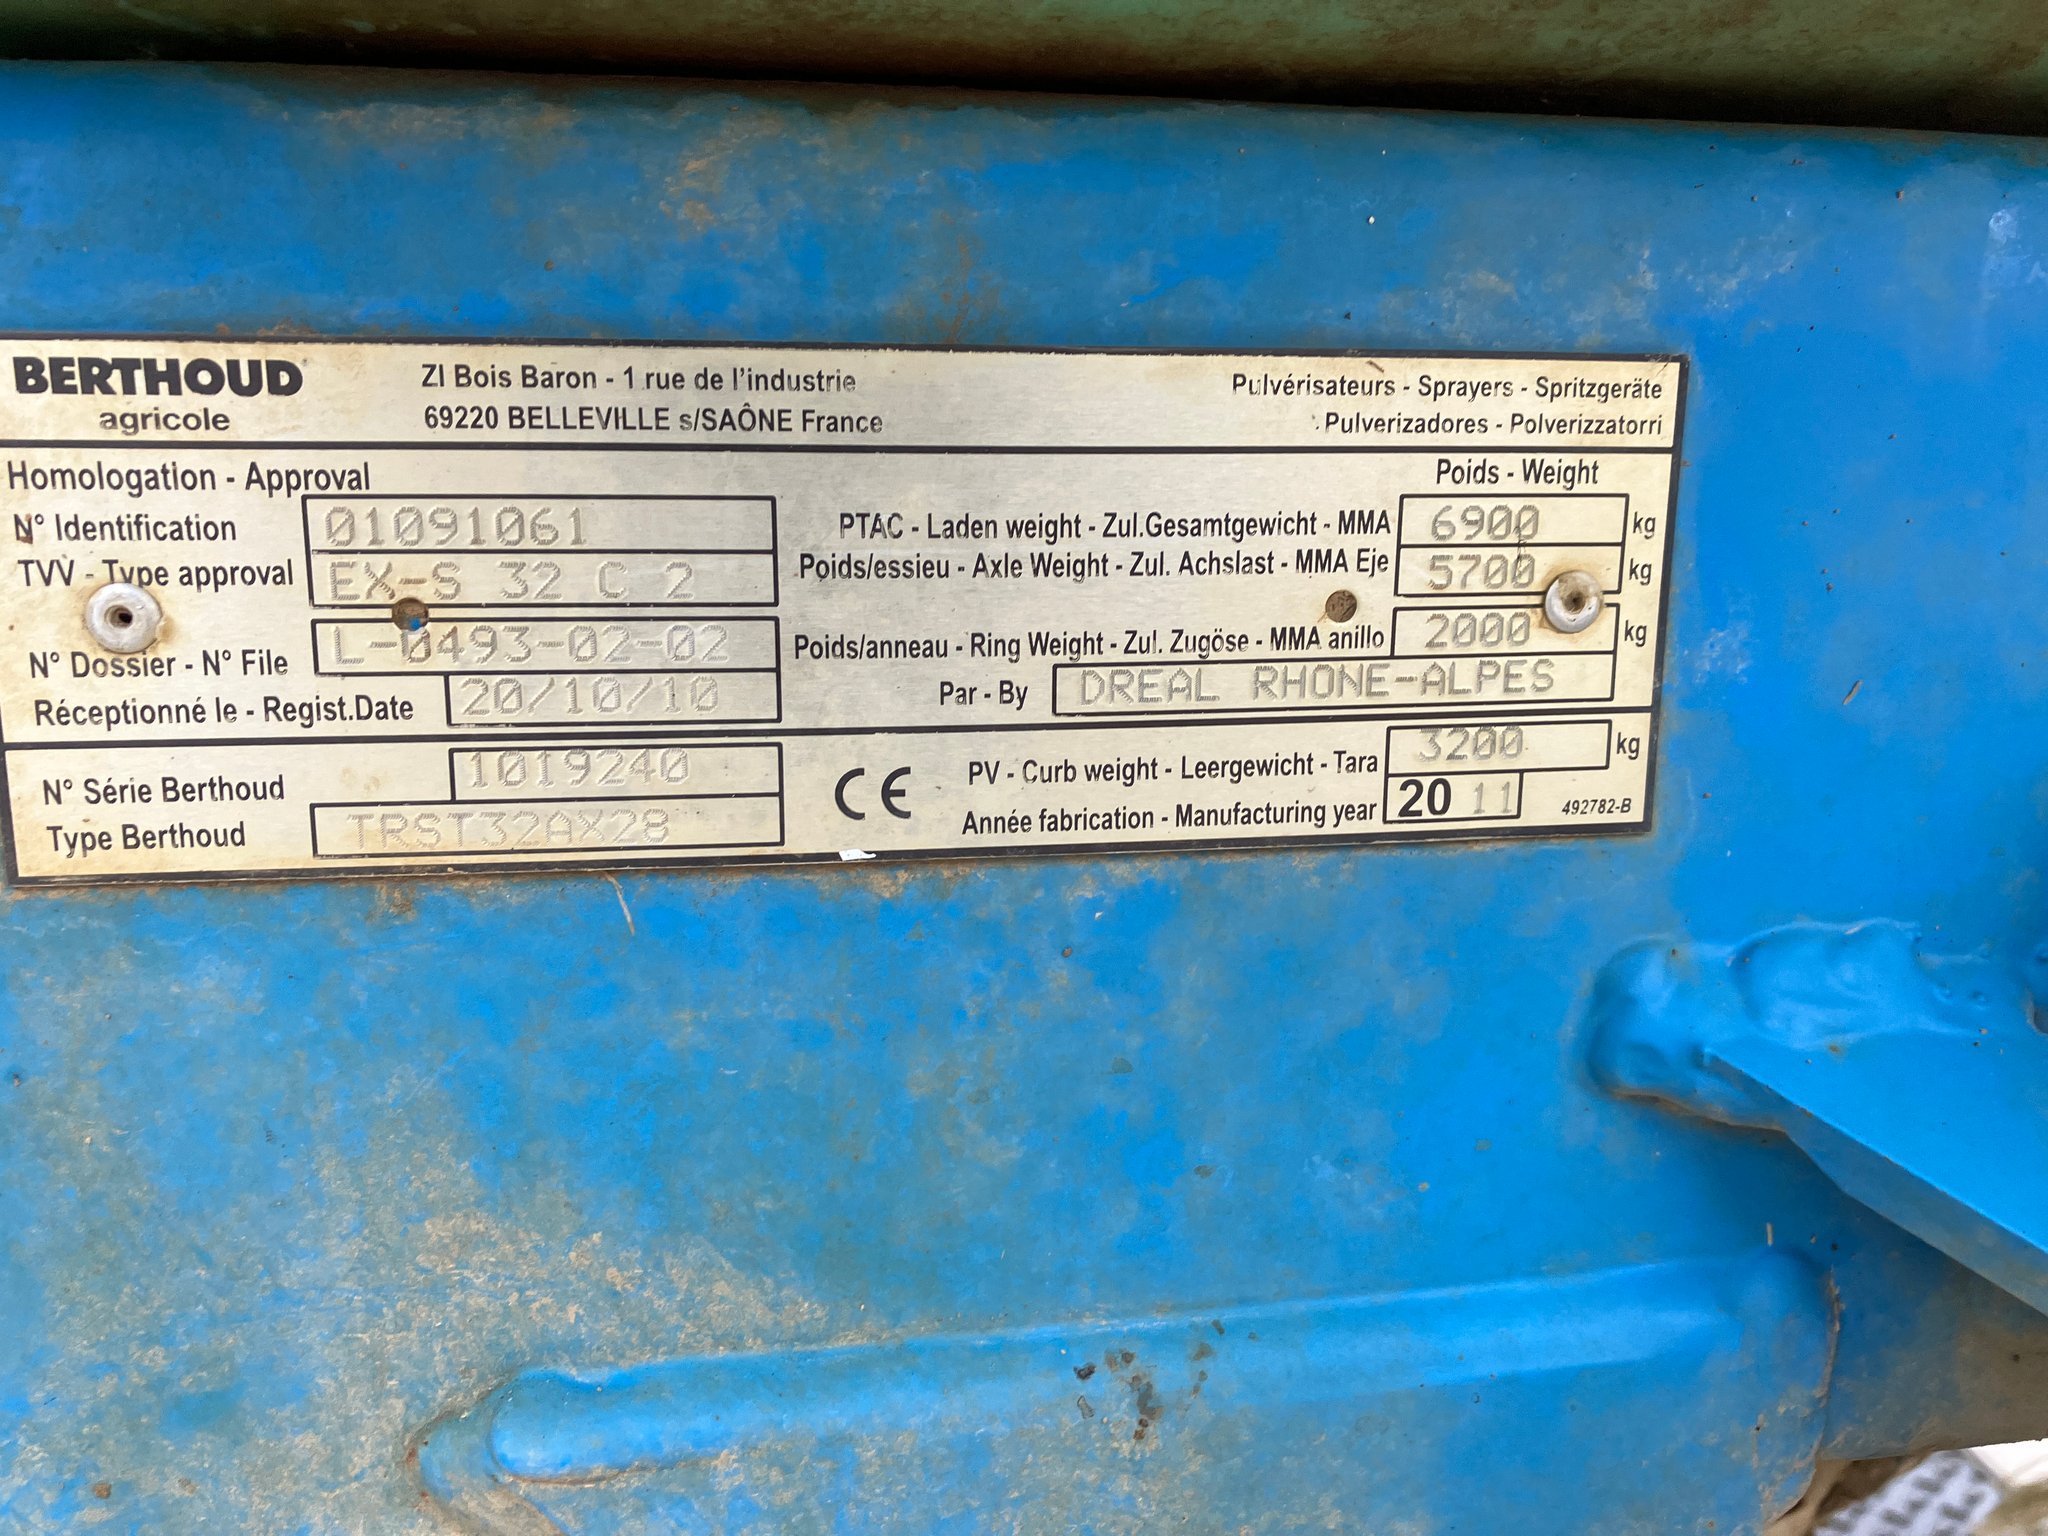 BERTHOUD
agricole
ZI Bois Baron - 1 rue de l'industrie
69220 BELLEVILLE s/SAÔNE France
Pulvérisateurs - Sprayers - Spritzgeräte
Pulverizadores - Polverizzatorri
Homologation - Approval
N° Identification 01091061
TVV - Type approval EX-S 32 C 2
N° Dossier - N° File L-0493-02-02
Réceptionné le - Regist.Date 20/10/10
Poids - Weight
PTAC - Laden weight - Zul.Gesamtgewicht - MMA 6900 kg
Poids/essieu - Axle Weight - Zul. Achslast - MMA Eje 5700 kg
Poids/anneau - Ring Weight - Zul. Zugöse - MMA anillo 2000 kg
Par - By DREAL RHONE-ALPES
N° Série Berthoud 1019240
Type Berthoud TRST32AX28
CE
PV - Curb weight - Leergewicht - Tara 3200 kg
Année fabrication - Manufacturing year 20 11
492782-B